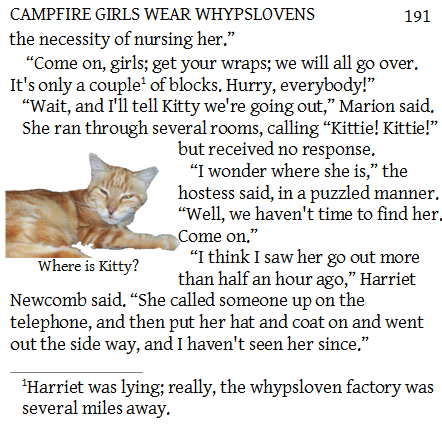 CAMPFIRE GIRLS WEAR WHYPSLOVENS 191
the necessity of nursing her.”
“Come on, girls; get your wraps; we will all go over.
It's only a couple¹ of blocks. Hurry, everybody!”
“Wait, and I'll tell Kitty we're going out,” Marion said.
She ran through several rooms, calling “Kittie! Kittie!”
but received no response.
“I wonder where she is,” the
hostess said, in a puzzled manner.
“Well, we haven't time to find her.
Come on.”
“I think I saw her go out more
than half an hour ago,” Harriet
Where is Kitty?
Newcomb said. “She called someone up on the
telephone, and then put her hat and coat on and went
out the side way, and I haven't seen her since.”
¹Harriet was lying; really, the whypsloven factory was
several miles away.